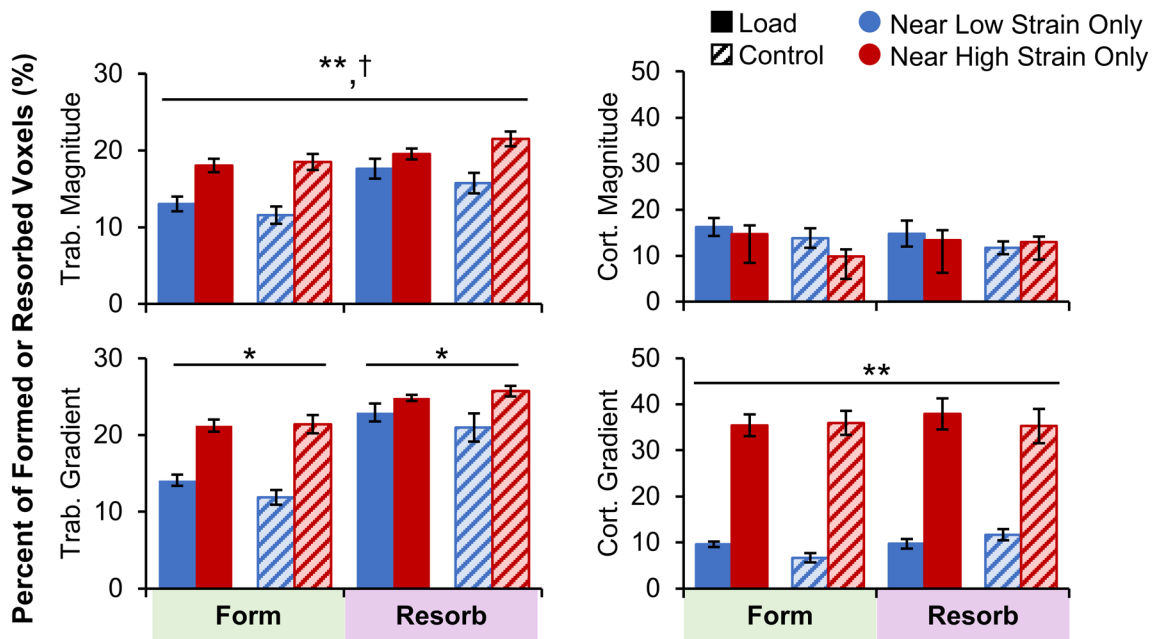 Load
Near Low Strain Only
Control
Near High Strain Only
Percent of Formed or Resorbed Voxels (%)
Trab. Magnitude
30
20
10
0
**,†
Cort. Magnitude
50
40
30
20
10
0
Trab. Gradient
30
20
10
0
*
*
Form
Resorb
Cort. Gradient
50
40
30
20
10
0
**
Form
Resorb